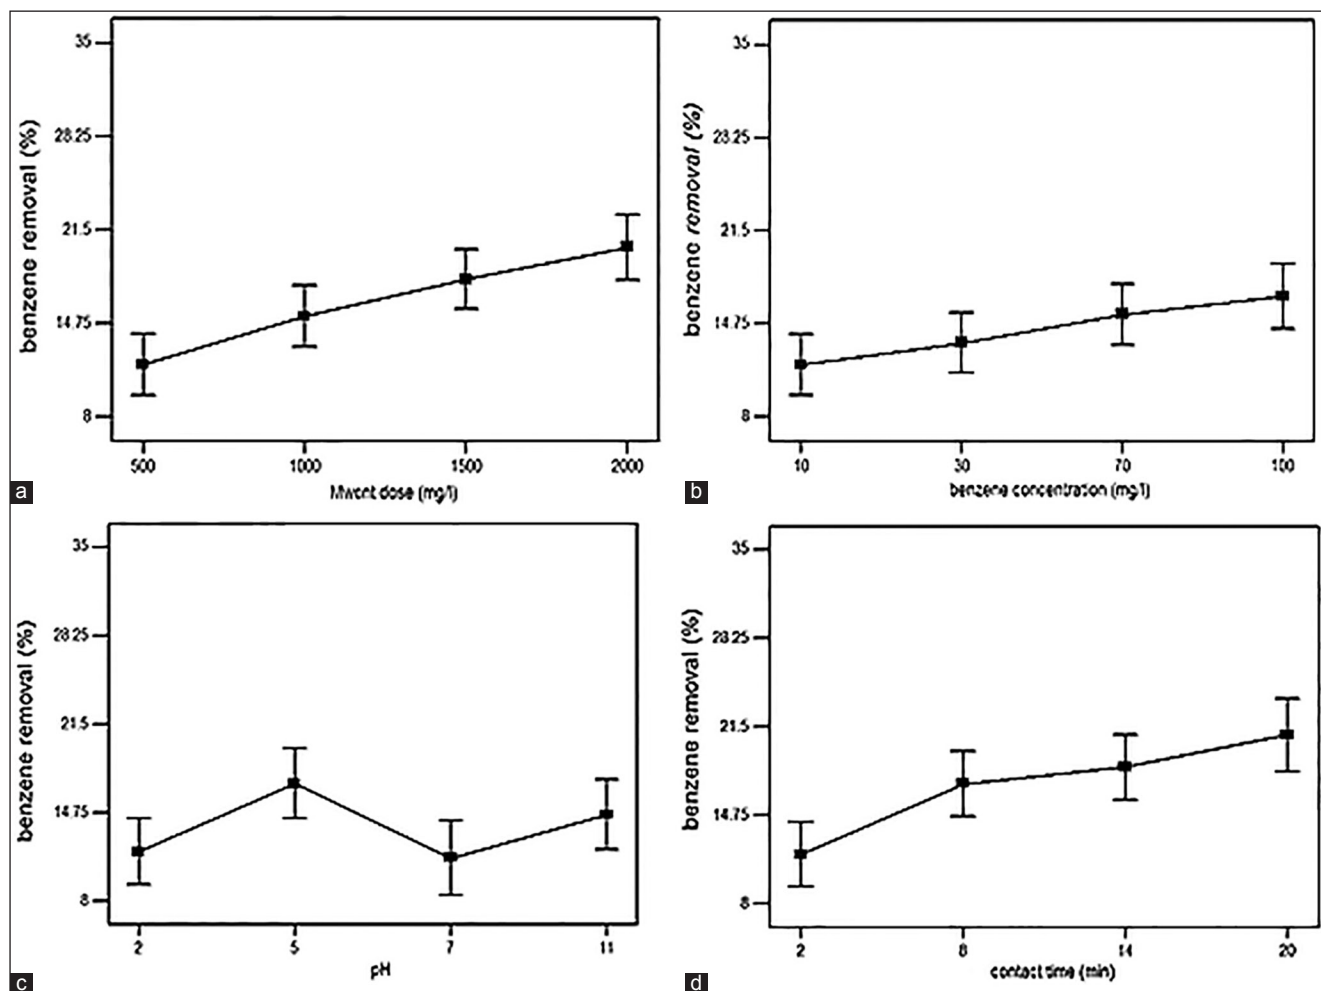 benzene removal (%)
35
28.25
21.5
14.75
8
500 1000 1500 2000
Mwcnt dose (mg/l)
a
benzene removal (%)
35
28.25
21.5
14.75
8
10 30 70 100
benzene concentration (mg/l)
b
benzene removal (%)
35
28.25
21.5
14.75
8
2 5 7 11
pH
c
benzene removal (%)
35
28.25
21.5
14.75
8
2 8 14 20
contact time (min)
d